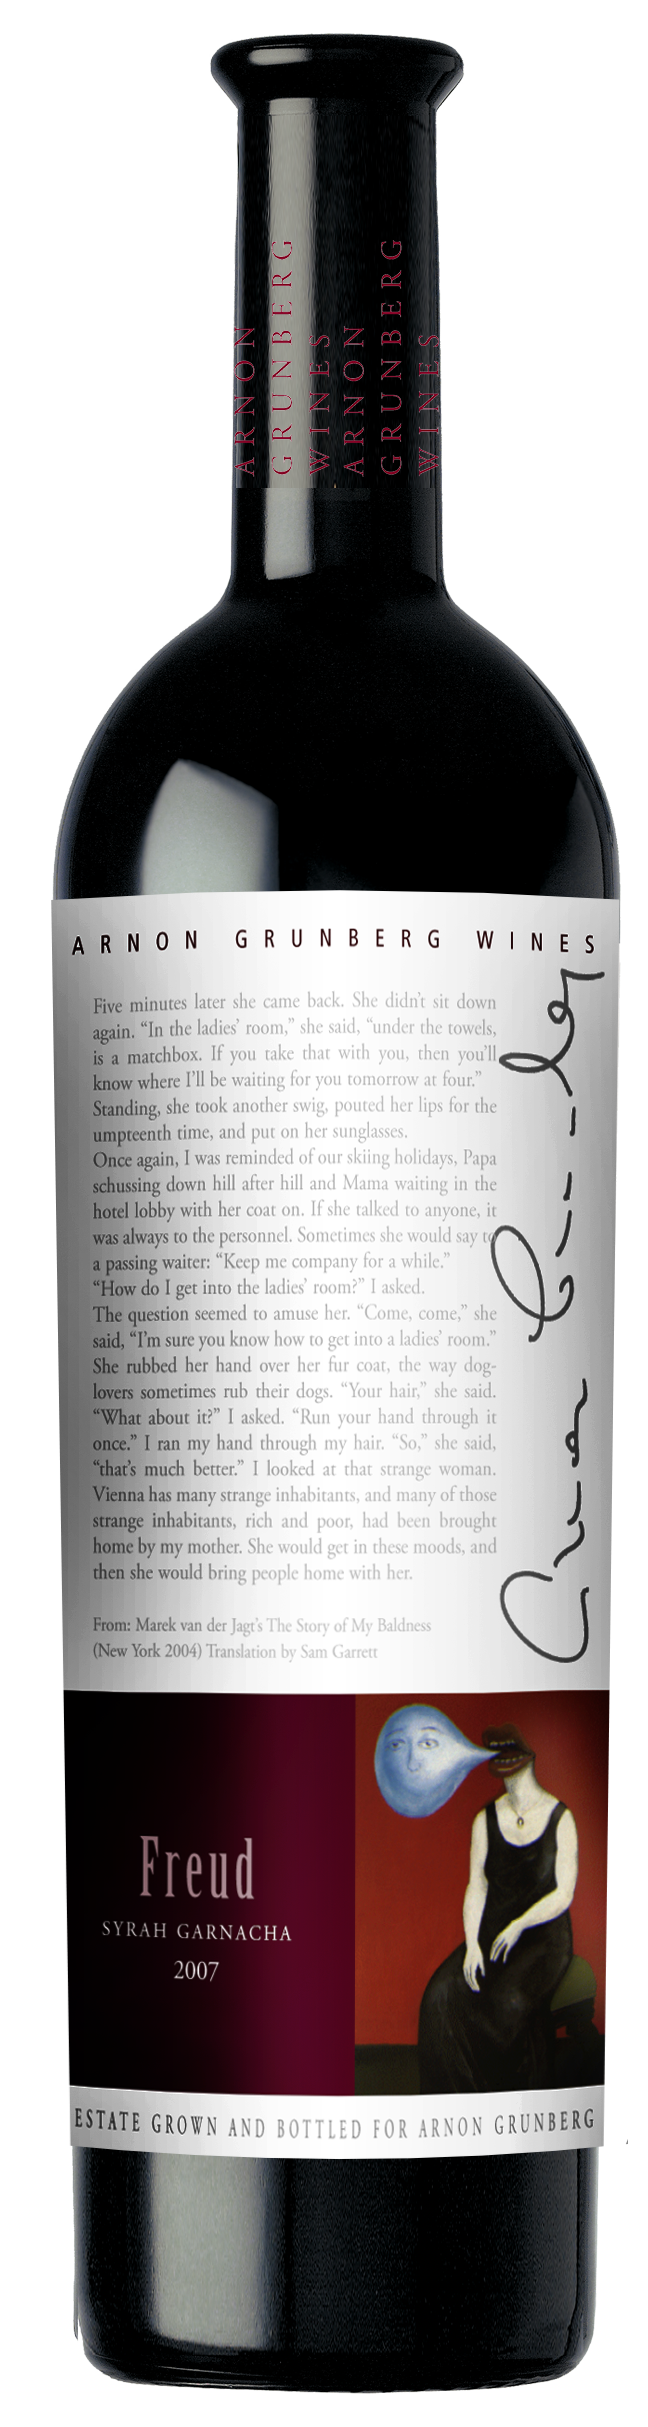 ARNON
GRUNBERG
WINES
ARNON
GRUNBERG
WINES
ARNON GRUNBERG WINES
Five minutes later she came back. She didn't sit down
again. “In the ladies' room,” she said, “under the towels,
is a matchbox. If you take that with you, then you'll
know where I'll be waiting for you tomorrow at four.”
Standing, she took another swig, pouted her lips for the
umpteenth time, and put on her sunglasses.
Once again, I was reminded of our skiing holidays, Papa
schussing down hill after hill and Mama waiting in the
hotel lobby with her coat on. If she talked to anyone, it
was always to the personnel. Sometimes she would say to
a passing waiter: “Keep me company for a while.”
“How do I get into the ladies' room?” I asked.
The question seemed to amuse her. “Come, come,” she
said, “I'm sure you know how to get into a ladies' room.”
She rubbed her hand over her fur coat, the way dog-
lovers sometimes rub their dogs. “Your hair,” she said.
“What about it?” I asked. “Run your hand through it
once.” I ran my hand through my hair. “So,” she said,
“that's much better.” I looked at that strange woman.
Vienna has many strange inhabitants, and many of those
strange inhabitants, rich and poor, had been brought
home by my mother. She would get in these moods, and
then she would bring people home with her.
From: Marek van der Jagt's The Story of My Baldness
(New York 2004) Translation by Sam Garrett
Freud
SYRAH GARNACHA
2007
ESTATE GROWN AND BOTTLED FOR ARNON GRUNBERG